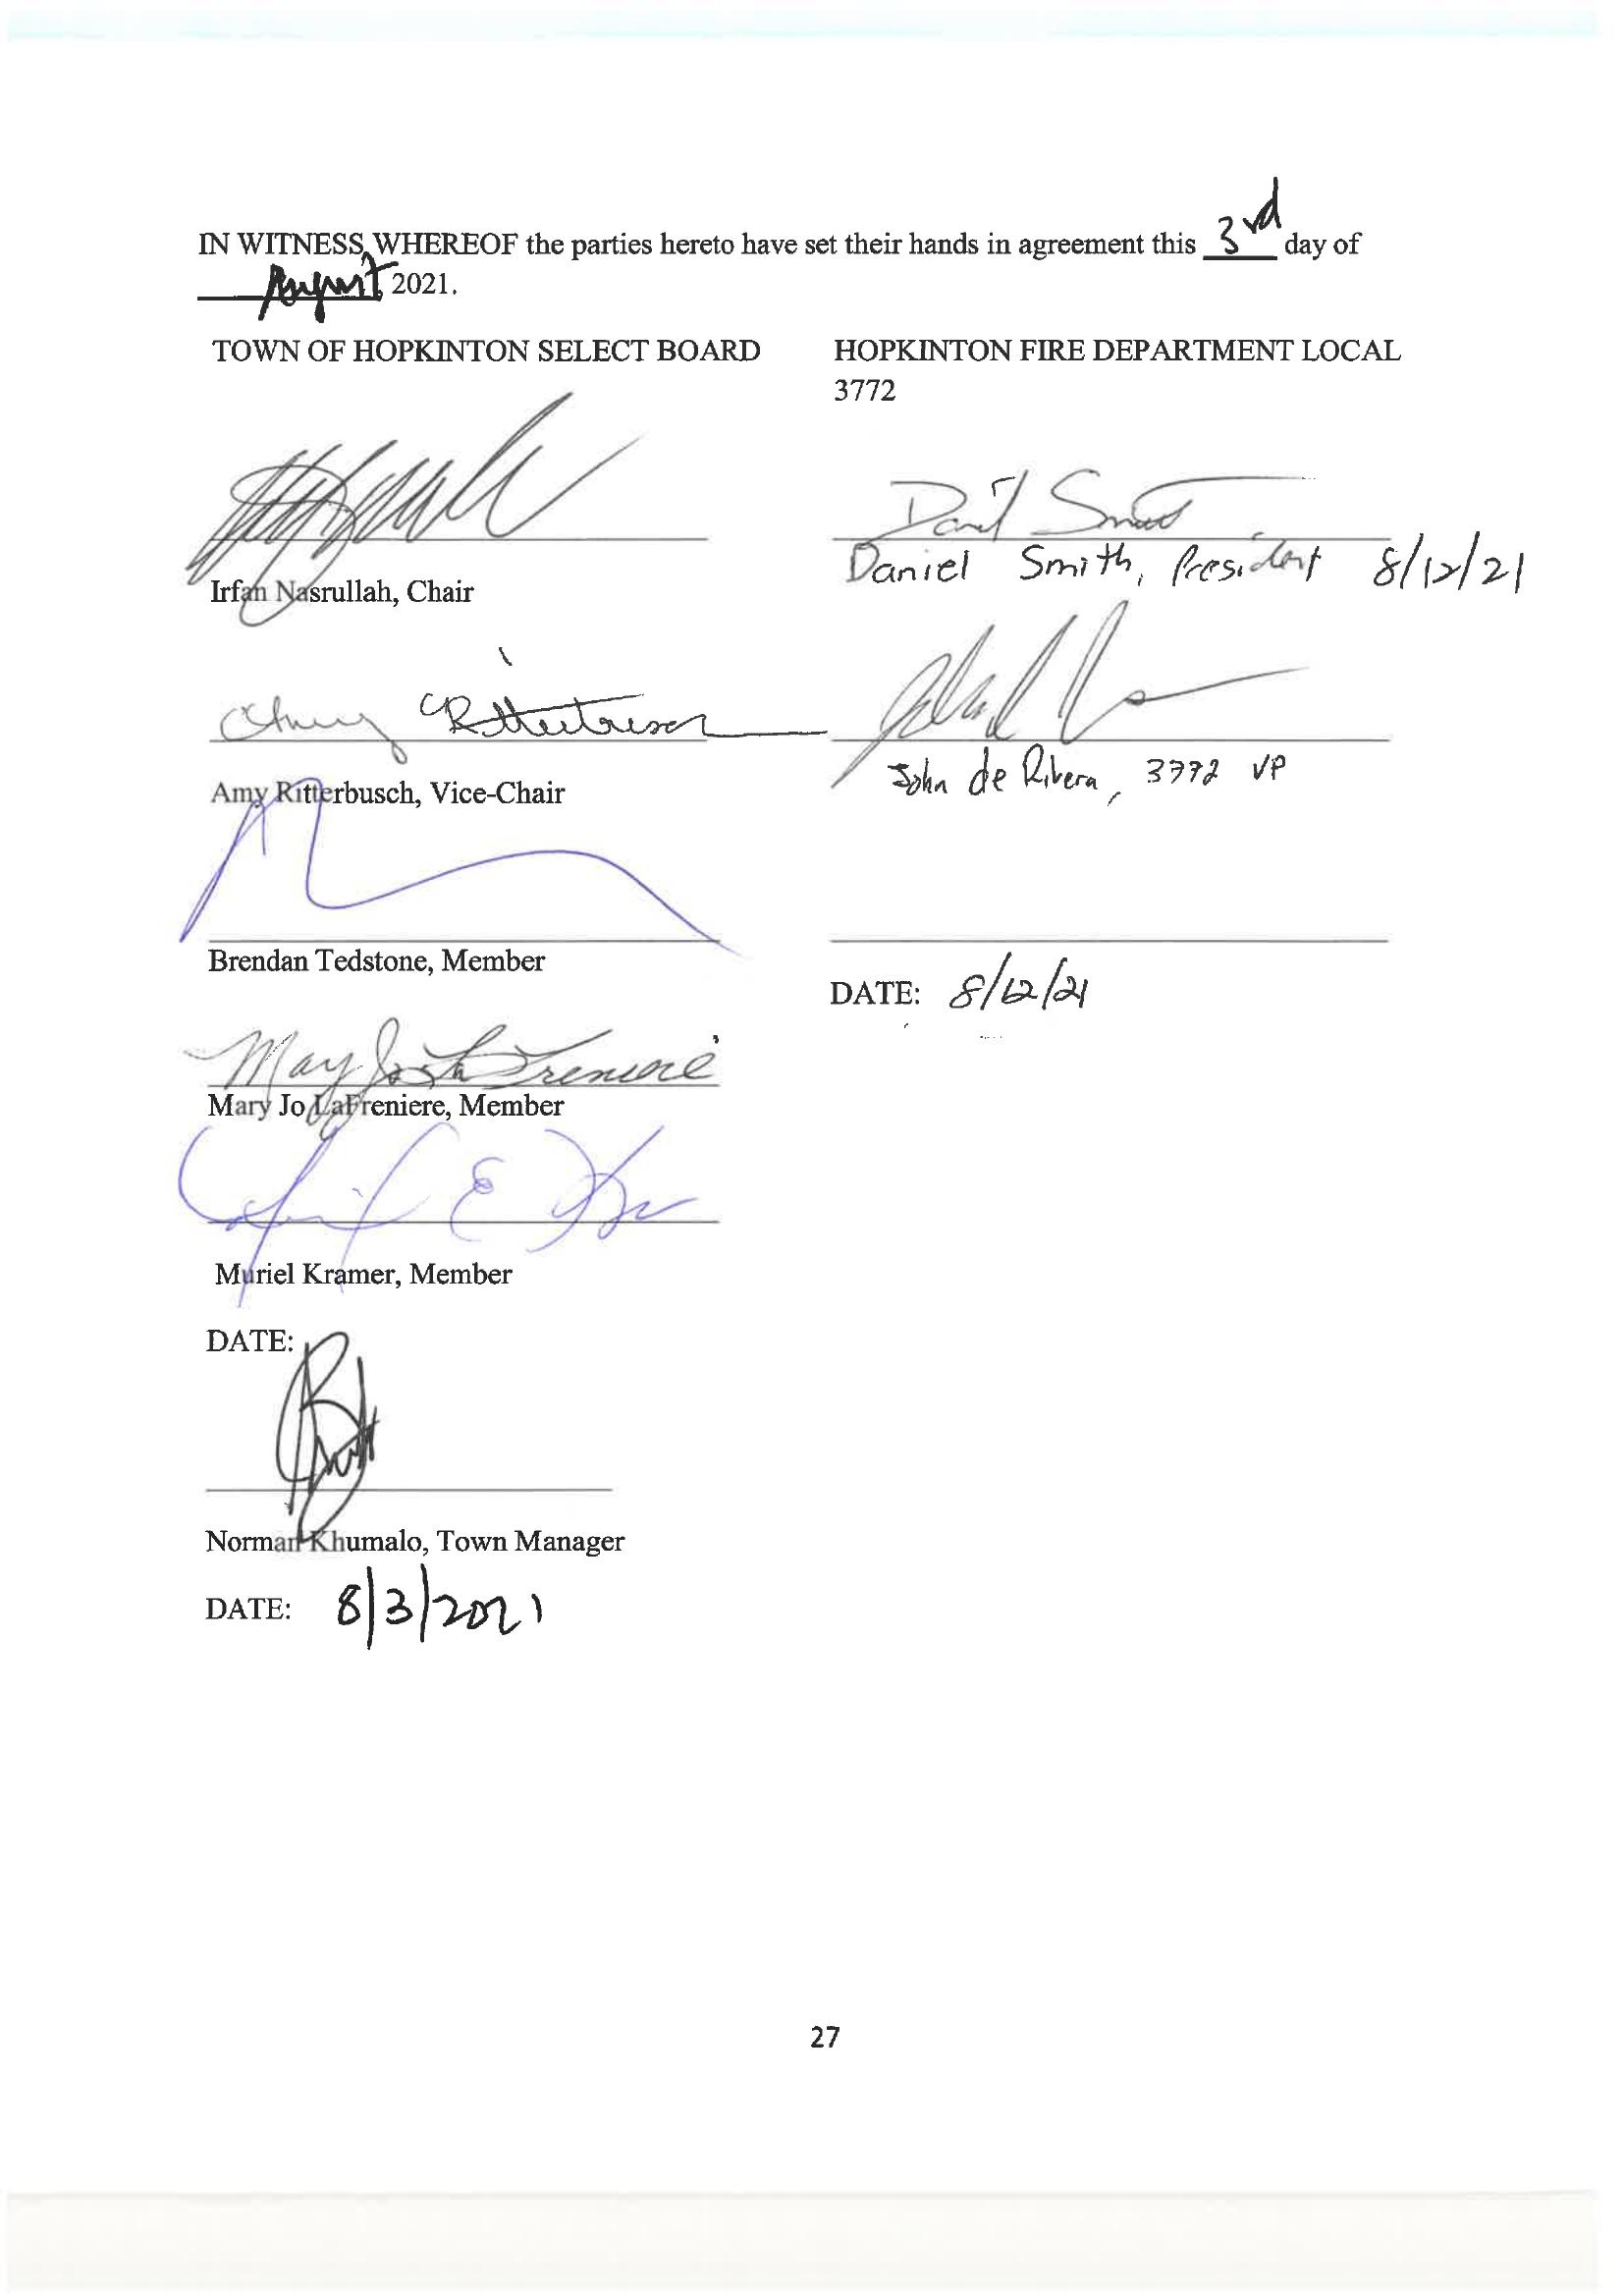 IN WITNESS WHEREOF the parties hereto have set their hands in agreement this 3rd day of
August 2021.
TOWN OF HOPKINTON SELECT BOARD
Irfan Nasrullah, Chair
Amy Ritterbusch
Amy Ritterbusch, Vice-Chair
Brendan Tedstone, Member
Mary Jo LaFreniere
Mary Jo LaFreniere, Member
Muriel Kramer, Member
DATE:
Norman Khumalo, Town Manager
DATE: 8/3/2021
HOPKINTON FIRE DEPARTMENT LOCAL
3772
Daniel Smith, President 8/12/21
John de Rivera, 3772 VP
DATE: 8/12/21
27